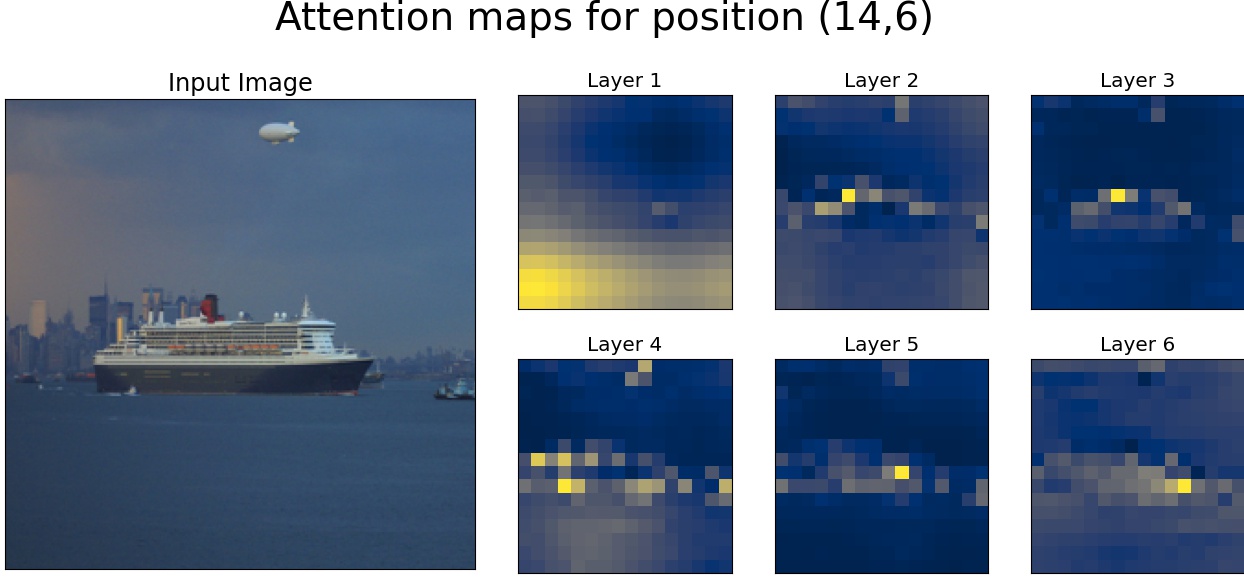 Attention maps for position (14,6)
Input Image
Layer 1
Layer 2
Layer 3
Layer 4
Layer 5
Layer 6